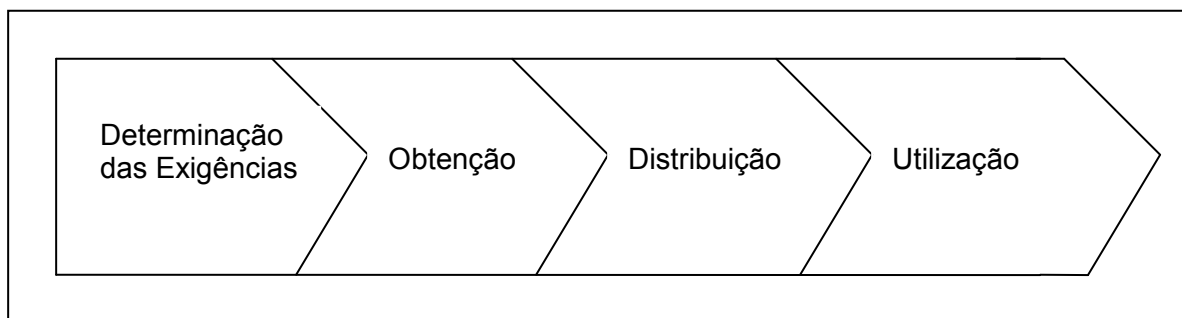 Determinação
das Exigências
Obtenção
Distribuição
Utilização